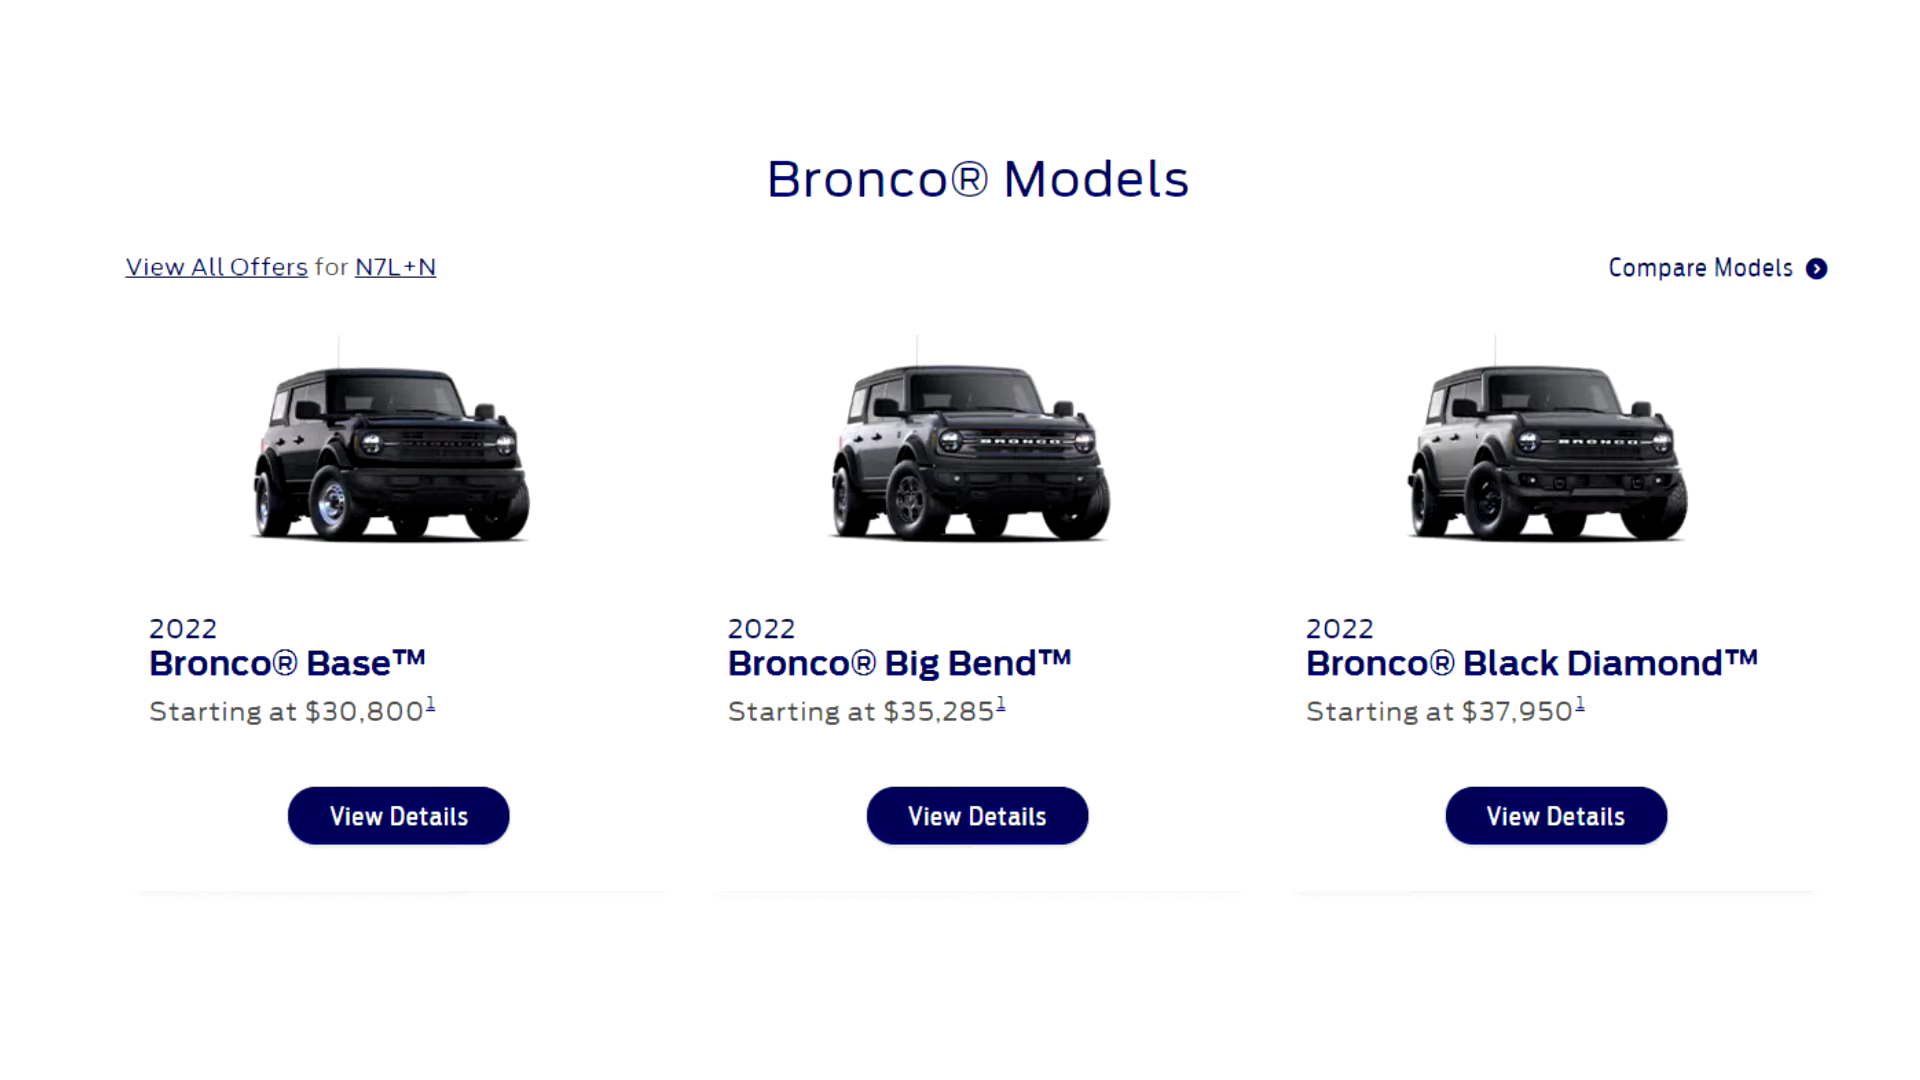 Bronco® Models
View All Offers for N7L+N
Compare Models
BRONCO
BRONCO
2022
Bronco® Base™
Starting at $30,800¹
2022
Bronco® Big Bend™
Starting at $35,285¹
2022
Bronco® Black Diamond™
Starting at $37,950¹
View Details
View Details
View Details